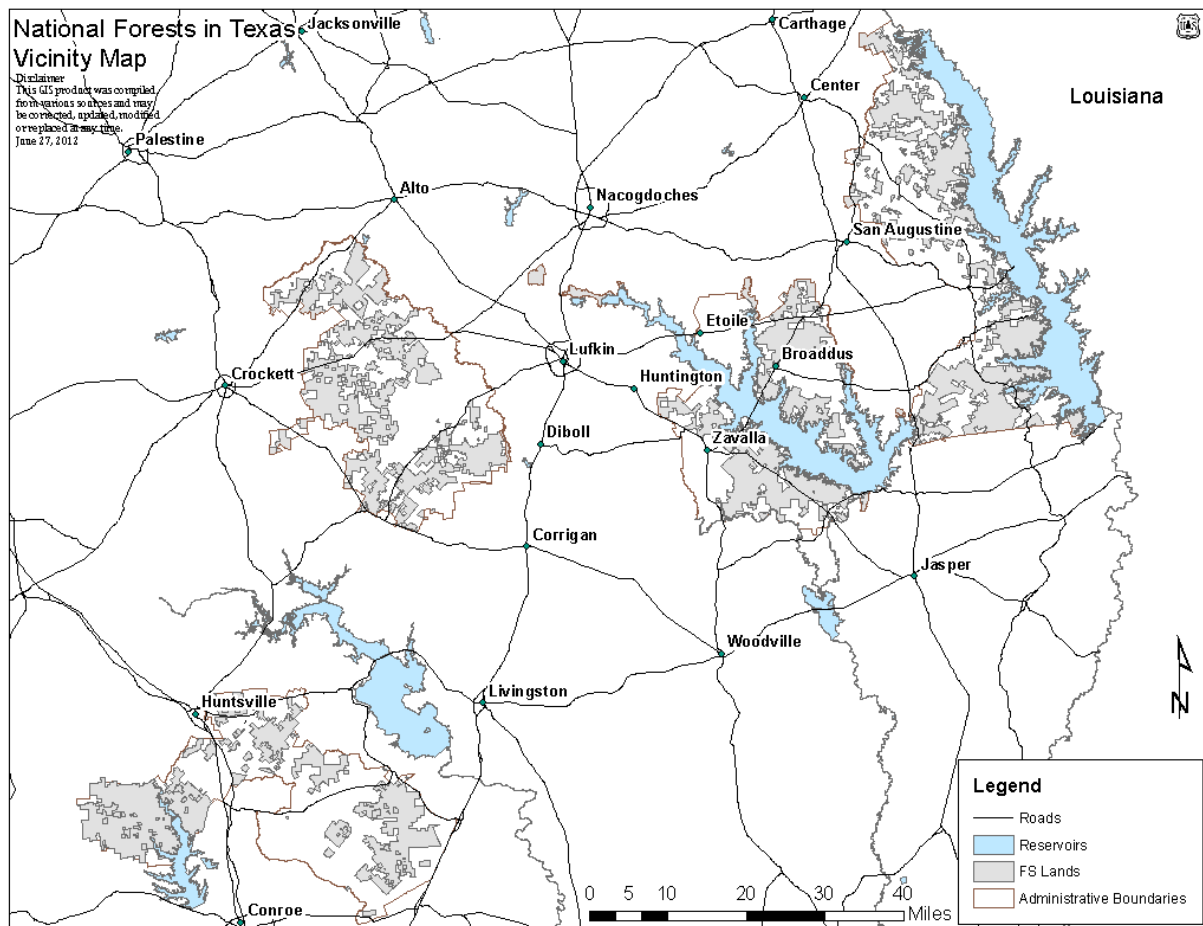 National Forests in Texas
Vicinity Map
Disclaimer
This GIS product was compiled
from various sources and may
be corrected, updated, modified
or replaced at any time.
June 27, 2012
Jacksonville
Carthage
Center
Louisiana
Palestine
Alto
Nacogdoches
San Augustine
Etoile
Lufkin
Broaddus
Crockett
Huntington
Diboll
Zavalla
Corrigan
Jasper
Woodville
Livingston
Huntsville
Conroe
N
Legend
Roads
Reservoirs
FS Lands
Administrative Boundaries
0 5 10 20 30 40
Miles